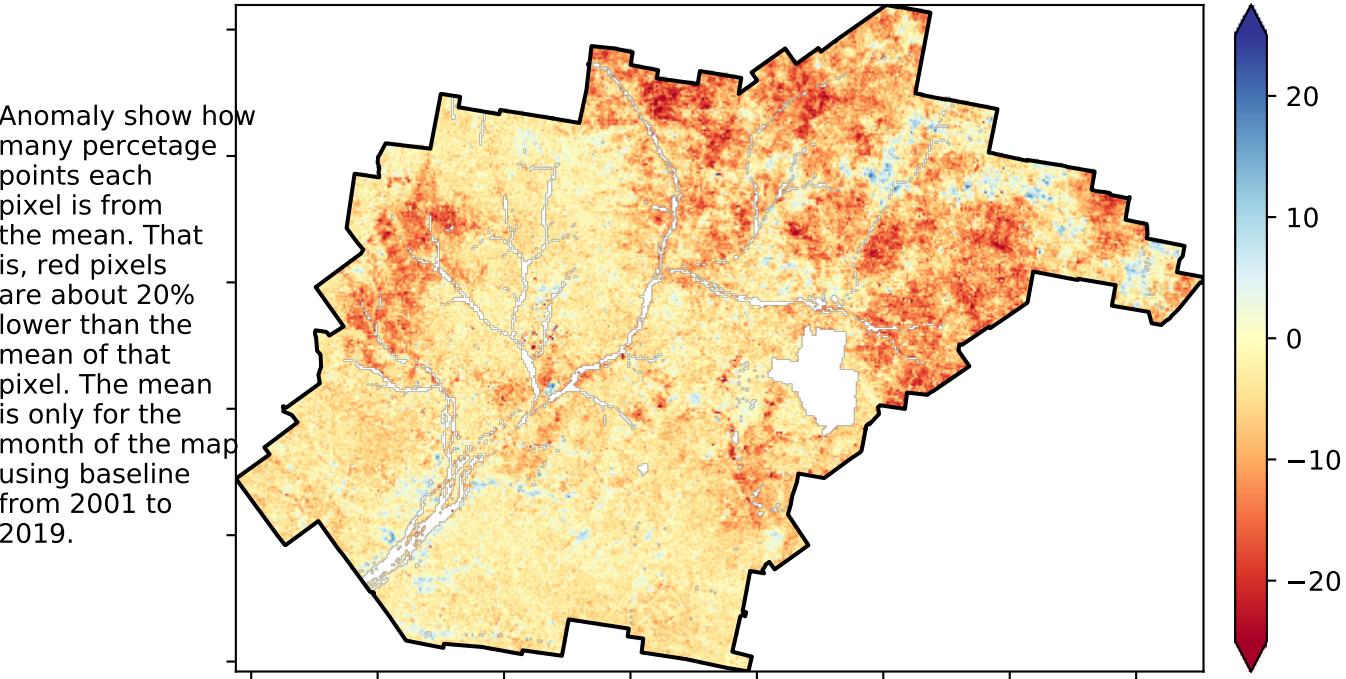 Anomaly show how
many percetage
points each
pixel is from
the mean. That
is, red pixels
are about 20%
lower than the
mean of that
pixel. The mean
is only for the
month of the map
using baseline
from 2001 to
2019.
20
10
0
−10
−20